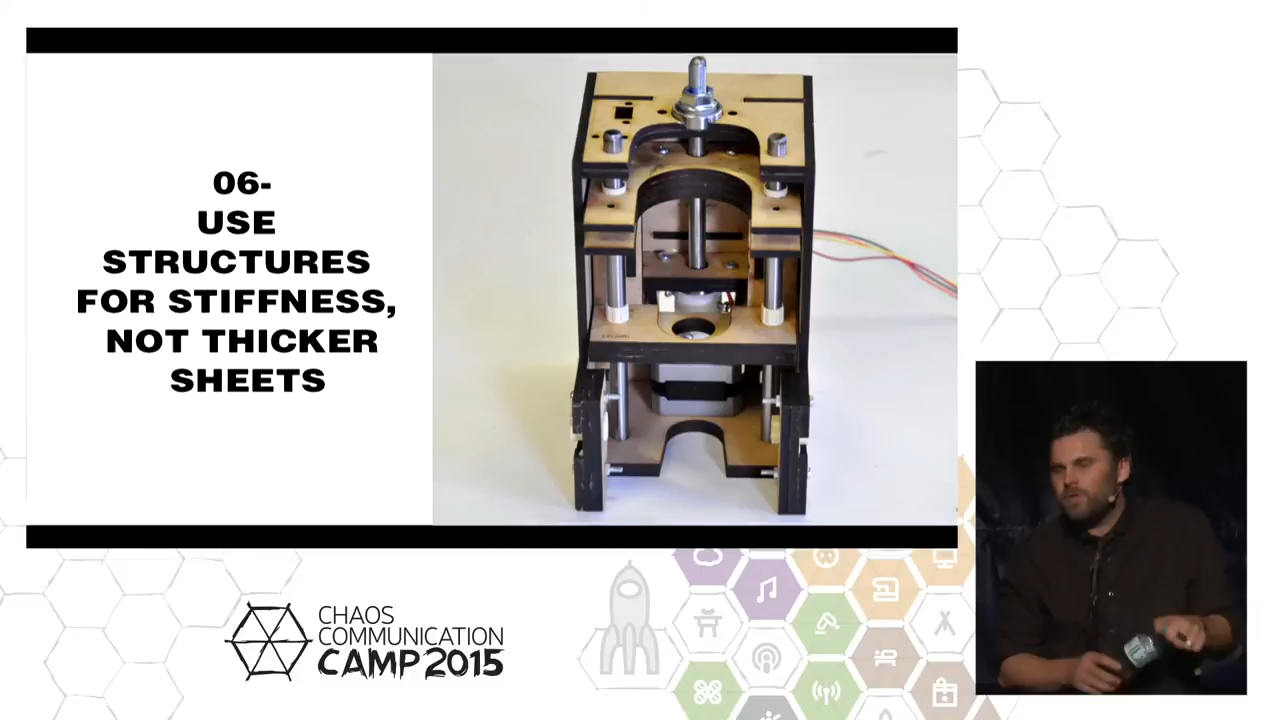 06-
USE
STRUCTURES
FOR STIFFNESS,
NOT THICKER
SHEETS
CHAOS
COMMUNICATION
CAMP 2015